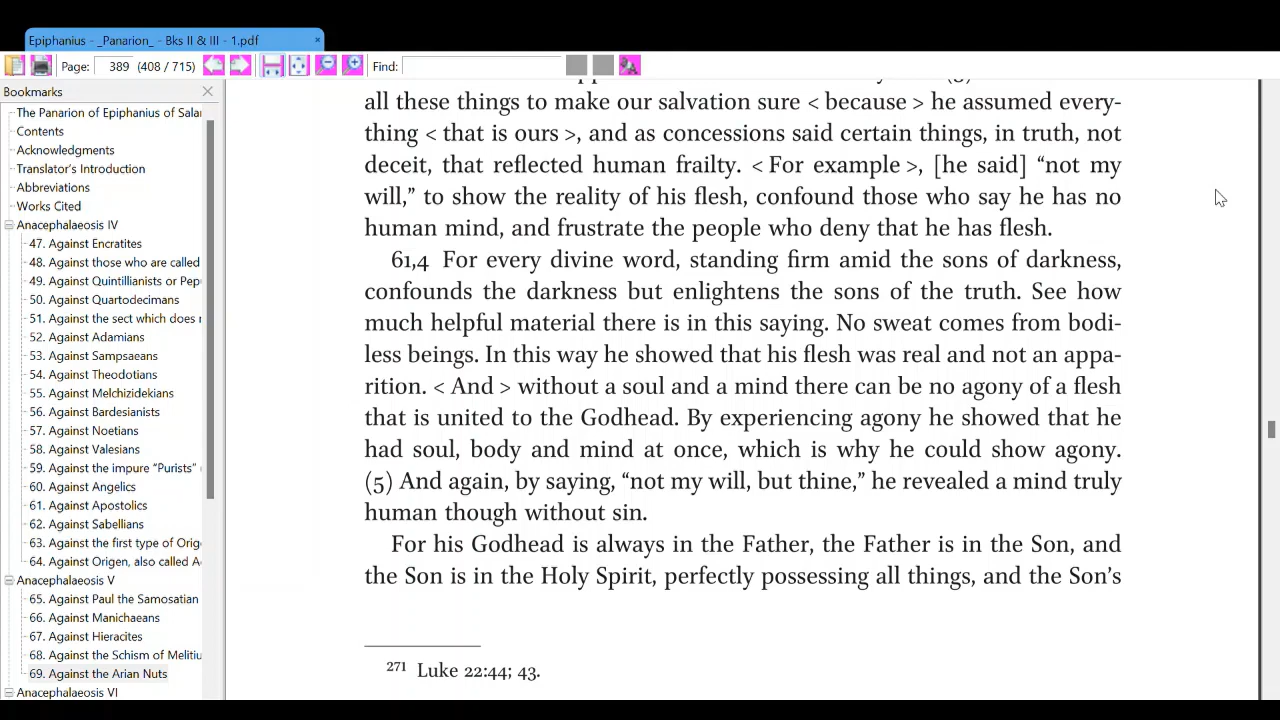 Epiphanius - _Panarion_ - Bks II & III - 1.pdf
Page: 389 (408 / 715) Find:
Bookmarks
The Panarion of Epiphanius of Sala
Contents
Acknowledgments
Translator's Introduction
Abbreviations
Works Cited
Anacephalaeosis IV
47. Against Encratites
48. Against those who are called
49. Against Quintillianists or Pep
50. Against Quartodecimans
51. Against the sect which does r
52. Against Adamians
53. Against Sampsaeans
54. Against Theodotians
55. Against Melchizidekians
56. Against Bardesianists
57. Against Noetians
58. Against Valesians
59. Against the impure “Purists” (
60. Against Angelics
61. Against Apostolics
62. Against Sabellians
63. Against the first type of Orig
64. Against Origen, also called A
Anacephalaeosis V
65. Against Paul the Samosatian
66. Against Manichaeans
67. Against Hieracites
68. Against the Schism of Melitiu
69. Against the Arian Nuts
Anacephalaeosis VI
all these things to make our salvation sure < because > he assumed every-
thing < that is ours >, and as concessions said certain things, in truth, not
deceit, that reflected human frailty. < For example >, [he said] “not my
will,” to show the reality of his flesh, confound those who say he has no
human mind, and frustrate the people who deny that he has flesh.
61,4 For every divine word, standing firm amid the sons of darkness,
confounds the darkness but enlightens the sons of the truth. See how
much helpful material there is in this saying. No sweat comes from bodi-
less beings. In this way he showed that his flesh was real and not an appa-
rition. < And > without a soul and a mind there can be no agony of a flesh
that is united to the Godhead. By experiencing agony he showed that he
had soul, body and mind at once, which is why he could show agony.
(5) And again, by saying, “not my will, but thine,” he revealed a mind truly
human though without sin.
For his Godhead is always in the Father, the Father is in the Son, and
the Son is in the Holy Spirit, perfectly possessing all things, and the Son’s
271 Luke 22:44; 43.